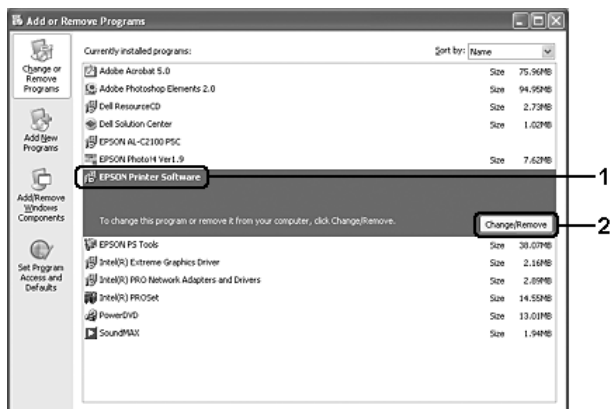 Add or Remove Programs
Change or
Remove
Programs
Add New
Programs
Add/Remove
Windows
Components
Set Program
Access and
Defaults
Currently installed programs:
Sort by: Name
Adobe Acrobat 5.0 Size 75.96MB
Adobe Photoshop Elements 2.0 Size 94.95MB
Dell ResourceCD Size 2.73MB
Dell Solution Center Size 1.02MB
EPSON AL-C2100 PSC
EPSON Photo!4 Ver1.9 Size 7.62MB
EPSON Printer Software 1
To change this program or remove it from your computer, click Change/Remove.
Change/Remove 2
EPSON PS Tools Size 38.07MB
Intel(R) Extreme Graphics Driver Size 2.16MB
Intel(R) PRO Network Adapters and Drivers Size 2.89MB
Intel(R) PROSet Size 14.55MB
PowerDVD Size 13.01MB
SoundMAX Size 1.94MB